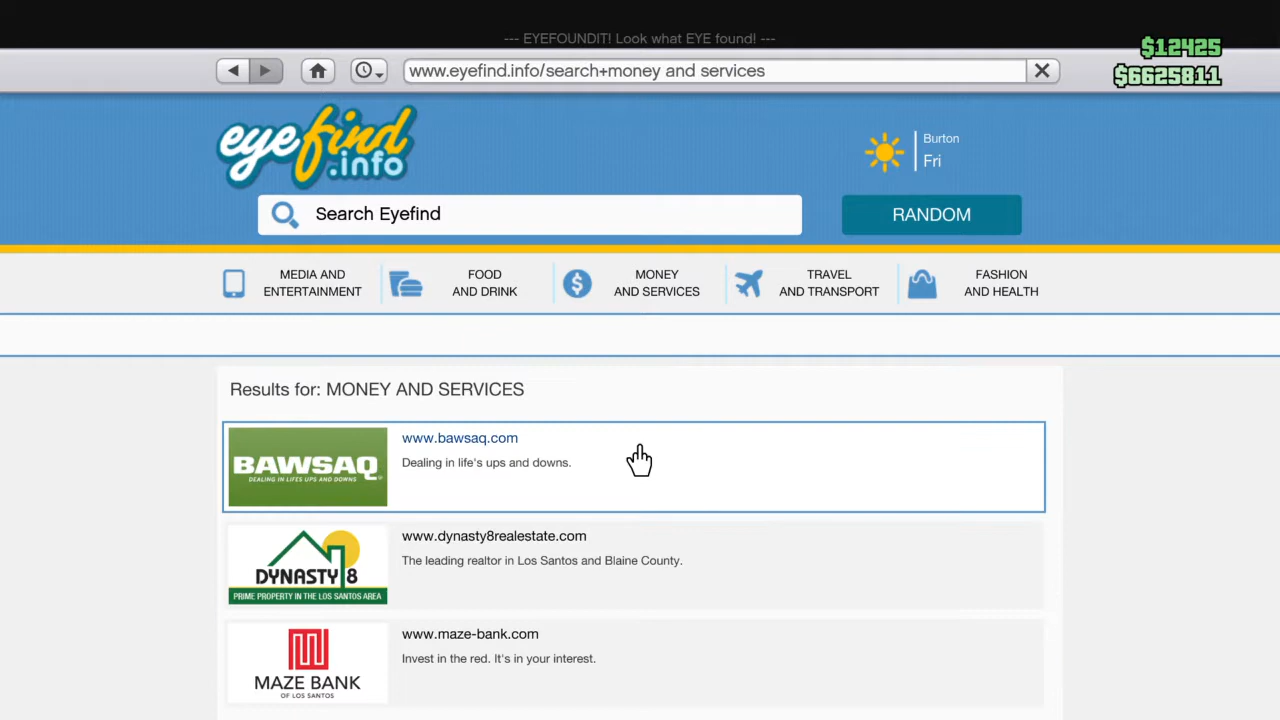 --- EYEFOUNDIT! Look what EYE found! ---
$12425
www.eyefind.info/search+money and services
$6625811
eyefind
.info
Burton
Fri
Search Eyefind
RANDOM
MEDIA AND
ENTERTAINMENT
FOOD
AND DRINK
MONEY
AND SERVICES
TRAVEL
AND TRANSPORT
FASHION
AND HEALTH
Results for: MONEY AND SERVICES
BAWSAQ
DEALING IN LIFES UPS AND DOWNS
www.bawsaq.com
Dealing in life's ups and downs.
DYNASTY 8
PRIME PROPERTY IN THE LOS SANTOS AREA
www.dynasty8realestate.com
The leading realtor in Los Santos and Blaine County.
MAZE BANK
OF LOS SANTOS
www.maze-bank.com
Invest in the red. It's in your interest.